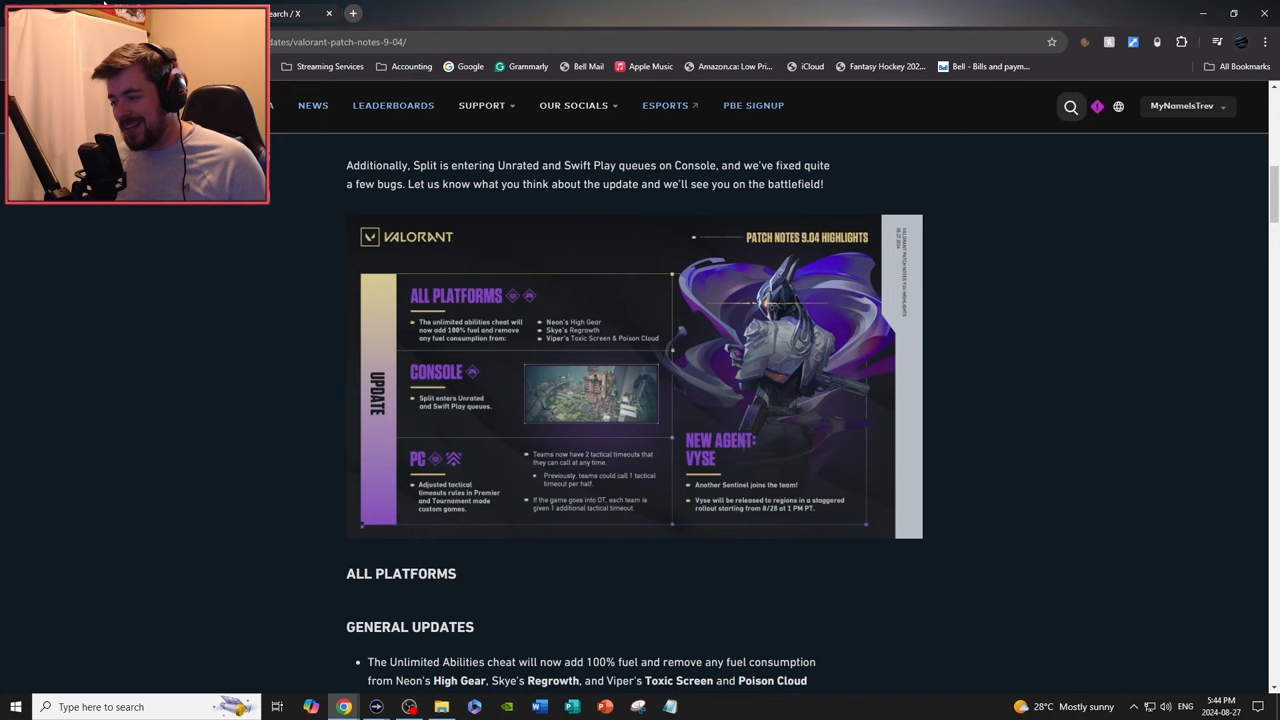 earch / X
dates/valorant-patch-notes-9-04/
Streaming Services
Accounting
Google
Grammarly
Bell Mail
Apple Music
Amazon.ca: Low Pri...
iCloud
Fantasy Hockey 202...
Bell - Bills and paym...
All Bookmarks
A
NEWS
LEADERBOARDS
SUPPORT
OUR SOCIALS
ESPORTS
PBE SIGNUP
MyNameIsTrev
Additionally, Split is entering Unrated and Swift Play queues on Console, and we've fixed quite
a few bugs. Let us know what you think about the update and we'll see you on the battlefield!
VALORANT
PATCH NOTES 9.04 HIGHLIGHTS
VALORANT PATCH NOTES 9.04 HIGHLIGHTS
UPDATE
ALL PLATFORMS
The unlimited abilities cheat will
now add 100% fuel and remove
any fuel consumption from:
Neon's High Gear
Skye's Regrowth
Viper's Toxic Screen & Poison Cloud
CONSOLE
Split enters Unrated
and Swift Play queues.
PC
Adjusted tactical
timeouts rules in Premier
and Tournament mode
custom games.
Teams now have 2 tactical timeouts that
they can call at any time.
Previously, teams could call 1 tactical
timeout per half.
If the game goes into OT, each team is
given 1 additional tactical timeout.
NEW AGENT:
VYSE
Another Sentinel joins the team!
Vyse will be released to regions in a staggered
rollout starting from 8/28 at 1 PM PT.
ALL PLATFORMS
GENERAL UPDATES
The Unlimited Abilities cheat will now add 100% fuel and remove any fuel consumption
from Neon's High Gear, Skye's Regrowth, and Viper's Toxic Screen and Poison Cloud
Type here to search
28°C Mostly sunny
ENG
5:44 PM
2024-08-27